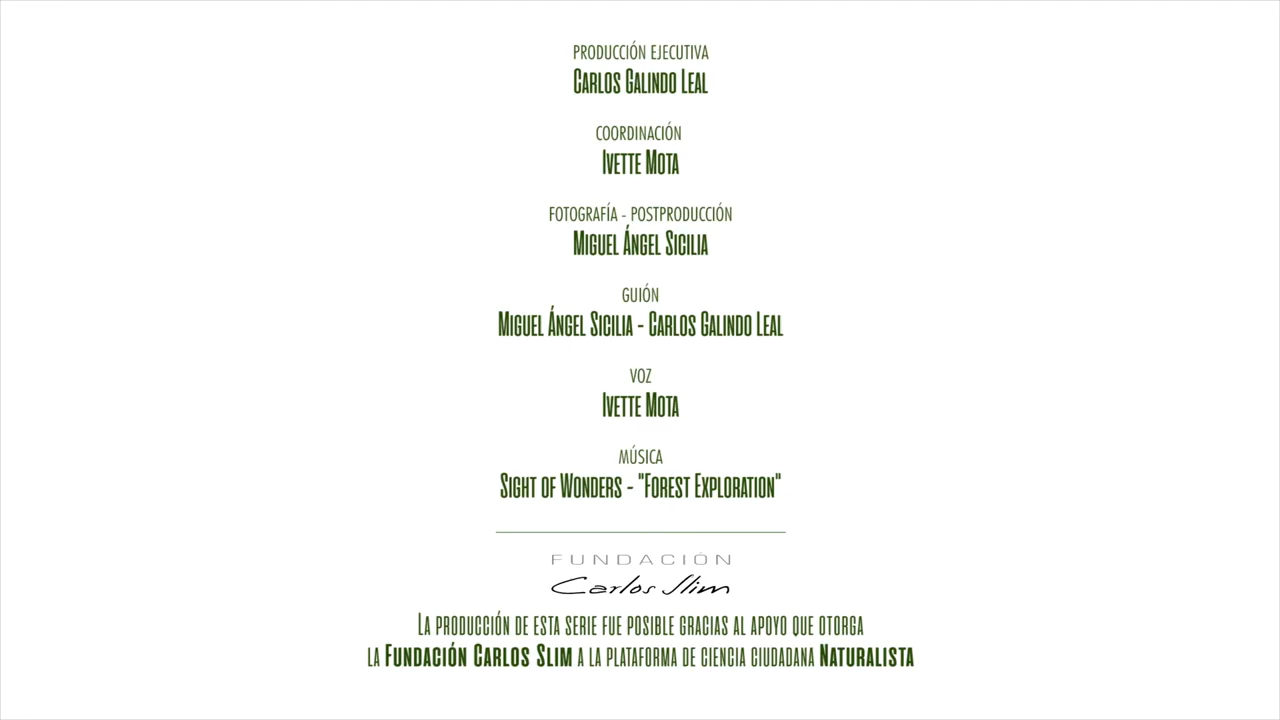 PRODUCCIÓN EJECUTIVA
CARLOS GALINDO LEAL
COORDINACIÓN
IVETTE MOTA
FOTOGRAFÍA - POSTPRODUCCIÓN
MIGUEL ÁNGEL SICILIA
GUIÓN
MIGUEL ÁNGEL SICILIA - CARLOS GALINDO LEAL
VOZ
IVETTE MOTA
MÚSICA
SIGHT OF WONDERS - "FOREST EXPLORATION"
FUNDACIÓN
Carlos Slim
LA PRODUCCIÓN DE ESTA SERIE FUE POSIBLE GRACIAS AL APOYO QUE OTORGA
LA FUNDACIÓN CARLOS SLIM A LA PLATAFORMA DE CIENCIA CIUDADANA NATURALISTA